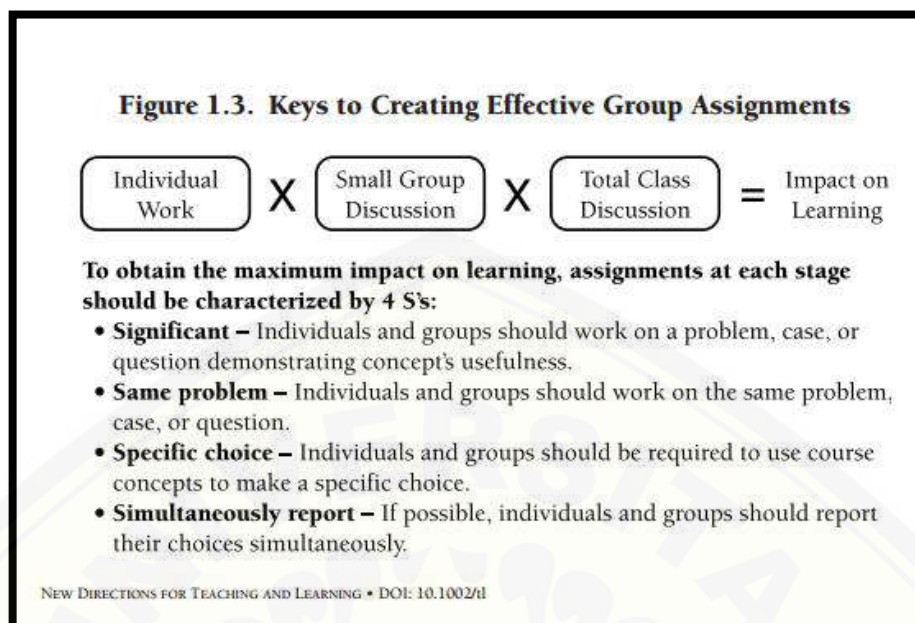 Figure 1.3. Keys to Creating Effective Group Assignments
Individual Work X Small Group Discussion X Total Class Discussion = Impact on Learning
To obtain the maximum impact on learning, assignments at each stage
should be characterized by 4 S's:
• Significant – Individuals and groups should work on a problem, case, or
question demonstrating concept's usefulness.
• Same problem – Individuals and groups should work on the same problem,
case, or question.
• Specific choice – Individuals and groups should be required to use course
concepts to make a specific choice.
• Simultaneously report – If possible, individuals and groups should report
their choices simultaneously.
NEW DIRECTIONS FOR TEACHING AND LEARNING • DOI: 10.1002/tl